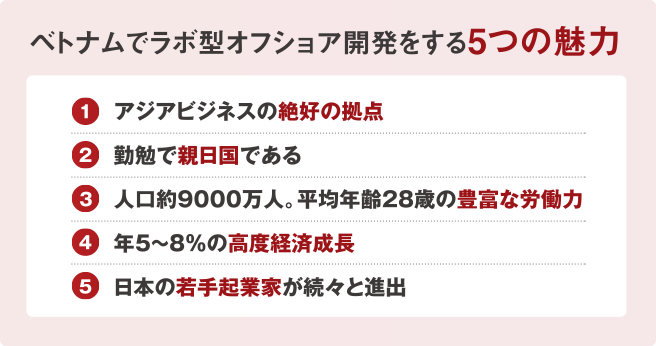 ベトナムでラボ型オフショア開発をする5つの魅力
1 アジアビジネスの絶好の拠点
2 勤勉で親日国である
3 人口約9000万人。平均年齢28歳の豊富な労働力
4 年5〜8%の高度経済成長
5 日本の若手起業家が続々と進出